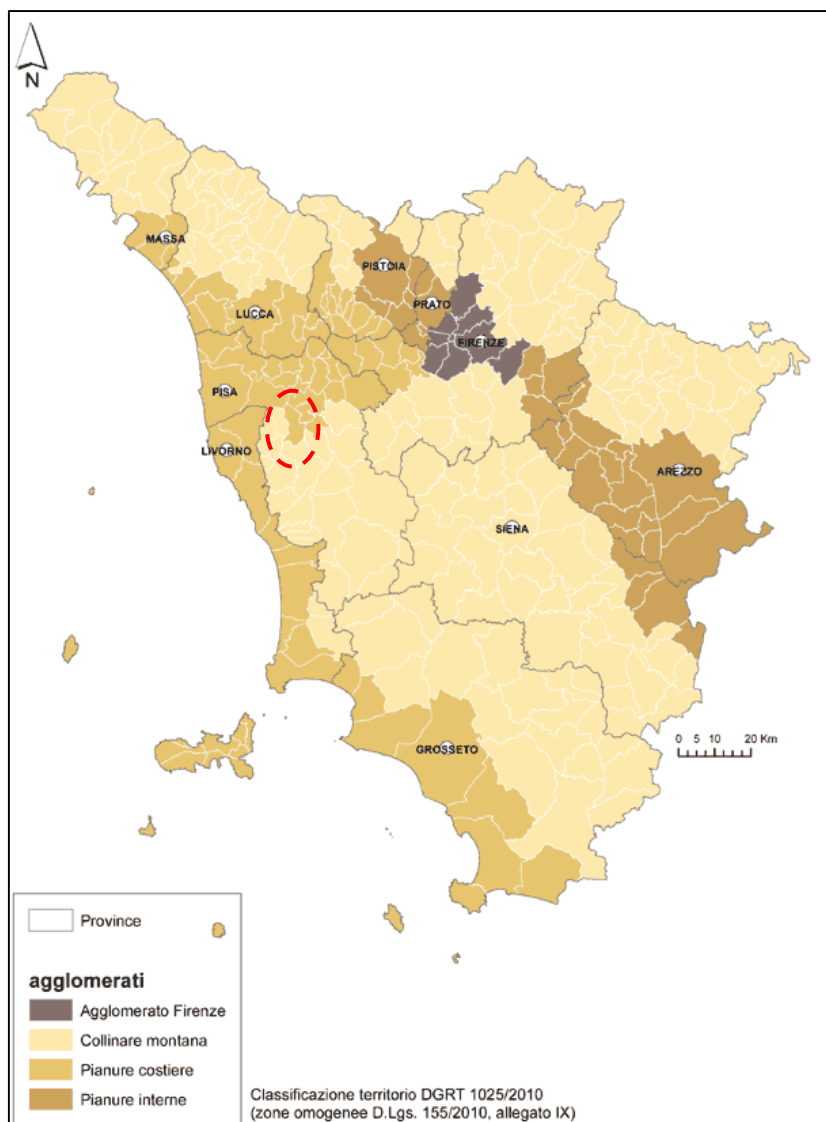 N
MASSA
PISTOIA
PRATO
LUCCA
FIRENZE
PISA
LIVORNO
AREZZO
SIENA
0 5 10 20 Km
GROSSETO
Province
agglomerati
Agglomerato Firenze
Collinare montana
Pianure costiere
Pianure interne
Classificazione territorio DGRT 1025/2010
(zone omogenee D.Lgs. 155/2010, allegato IX)